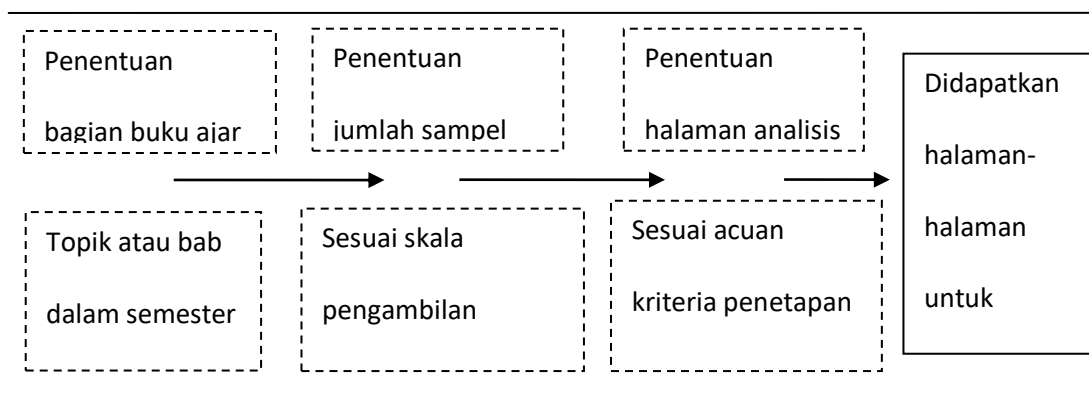 Penentuan
bagian buku ajar
Penentuan
jumlah sampel
Penentuan
halaman analisis
Didapatkan
halaman-
halaman
untuk
Topik atau bab
dalam semester
Sesuai skala
pengambilan
Sesuai acuan
kriteria penetapan